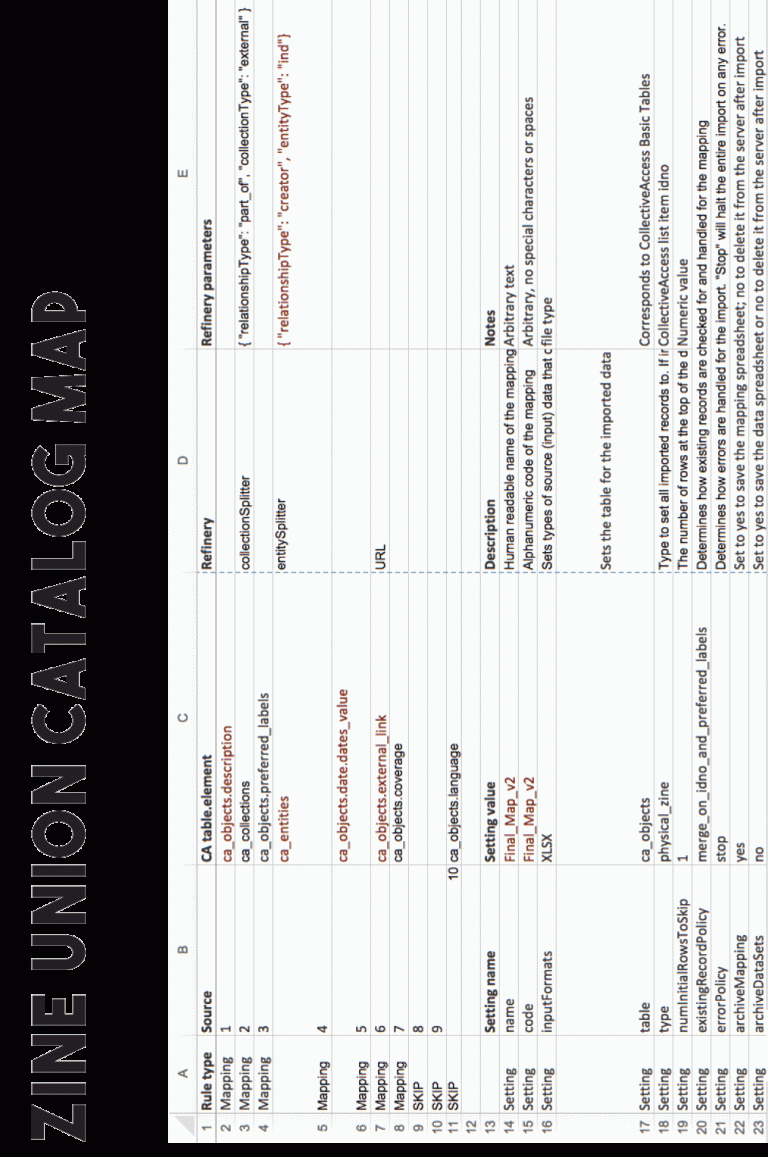 ZINE UNION CATALOG MAP
A B C D E
1 Rule type Source CA table.element Refinery Refinery parameters
2 Mapping 1 ca_objects.description
3 Mapping 2 ca_collections collectionSplitter { "relationshipType": "part_of", "collectionType": "external" }
4 Mapping 3 ca_objects.preferred_labels
5 Mapping 4 ca_entities entitySplitter { "relationshipType": "creator", "entityType": "ind"}
6 Mapping 5 ca_objects.date.dates_value
7 Mapping 6 ca_objects.external_link URL
8 Mapping 7 ca_objects.coverage
9 SKIP 8
10 SKIP 9
11 SKIP 10 ca_objects.language
12
13 Setting name Setting value Description Notes
14 Setting name Final_Map_v2 Human readable name of the mapping Arbitrary text
15 Setting code Final_Map_v2 Alphanumeric code of the mapping Arbitrary, no special characters or spaces
16 Setting inputFormats XLSX Sets types of source (input) data that c file type
17 Setting table ca_objects Sets the table for the imported data Corresponds to CollectiveAccess Basic Tables
18 Setting type physical_zine Type to set all imported records to. If ir CollectiveAccess list item idno
19 Setting numInitialRowsToSkip 1 The number of rows at the top of the d Numeric value
20 Setting existingRecordPolicy merge_on_idno_and_preferred_labels Determines how existing records are checked for and handled for the mapping
21 Setting errorPolicy stop Determines how errors are handled for the import. "Stop" will halt the entire import on any error.
22 Setting archiveMapping yes Set to yes to save the mapping spreadsheet; no to delete it from the server after import
23 Setting archiveDataSets no Set to yes to save the data spreadsheet or no to delete it from the server after import